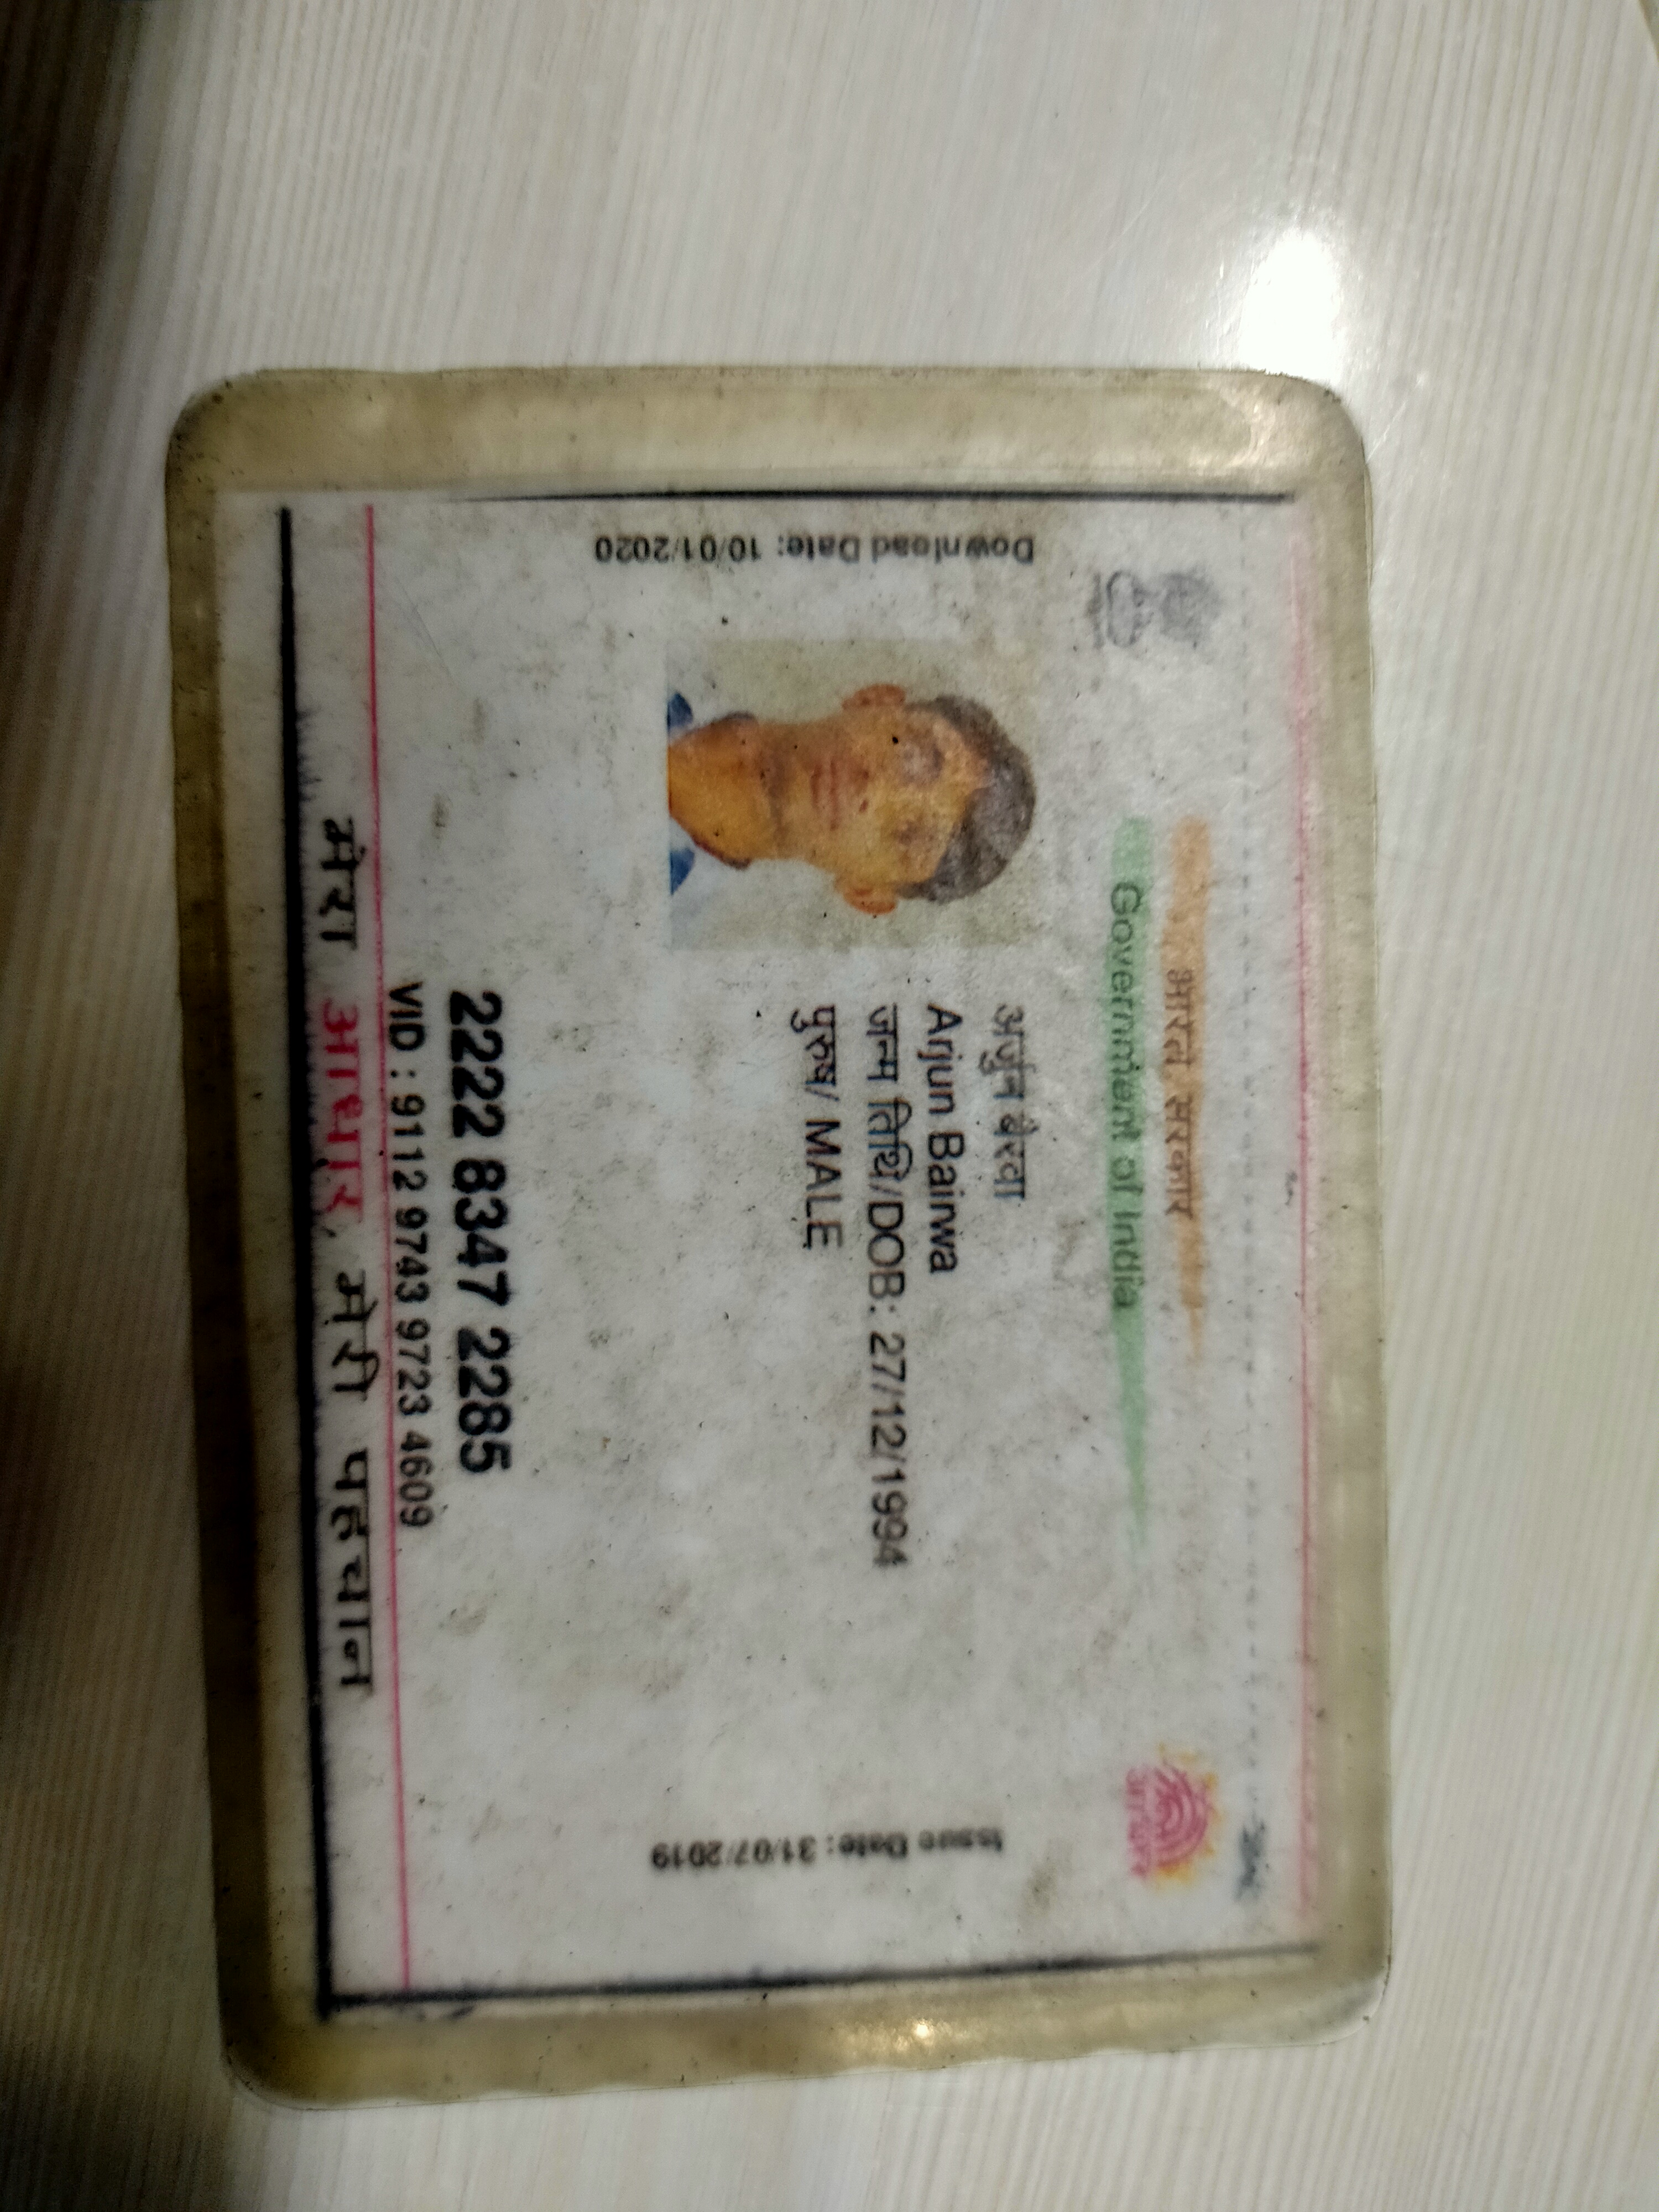 भारत सरकार
Government of India
Download Date: 10/01/2020
अर्जुन बैरवा
Arjun Bairwa
जन्म तिथि/DOB: 27/12/1994
पुरुष/ MALE
Issue Date: 31/07/2019
2222 8347 2285
VID : 9112 9743 9723 4609
मेरा आधार, मेरी पहचान